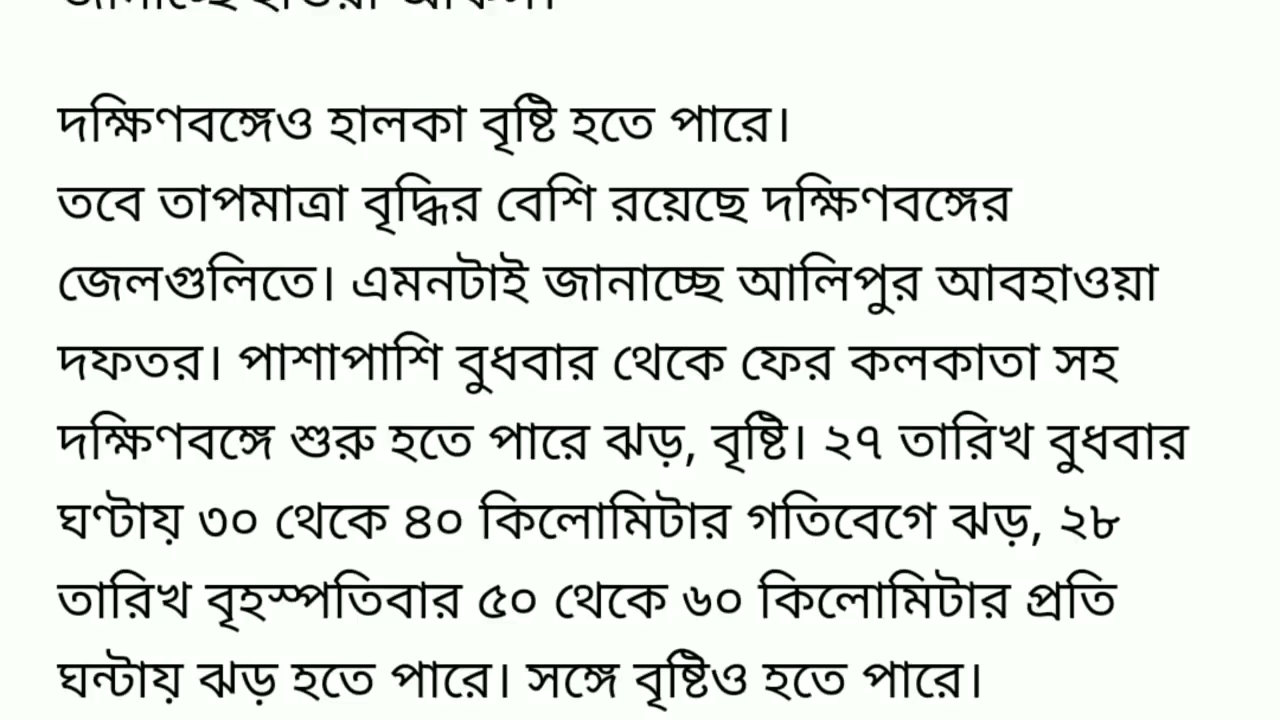 জানাচ্ছে হাওয়া অফিস।
দক্ষিণবঙ্গেও হালকা বৃষ্টি হতে পারে।
তবে তাপমাত্রা বৃদ্ধির বেশি রয়েছে দক্ষিণবঙ্গের
জেলগুলিতে। এমনটাই জানাচ্ছে আলিপুর আবহাওয়া
দফতর। পাশাপাশি বুধবার থেকে ফের কলকাতা সহ
দক্ষিণবঙ্গে শুরু হতে পারে ঝড়, বৃষ্টি। ২৭ তারিখ বুধবার
ঘণ্টায় ৩০ থেকে ৪০ কিলোমিটার গতিবেগে ঝড়, ২৮
তারিখ বৃহস্পতিবার ৫০ থেকে ৬০ কিলোমিটার প্রতি
ঘন্টায় ঝড় হতে পারে। সঙ্গে বৃষ্টিও হতে পারে।